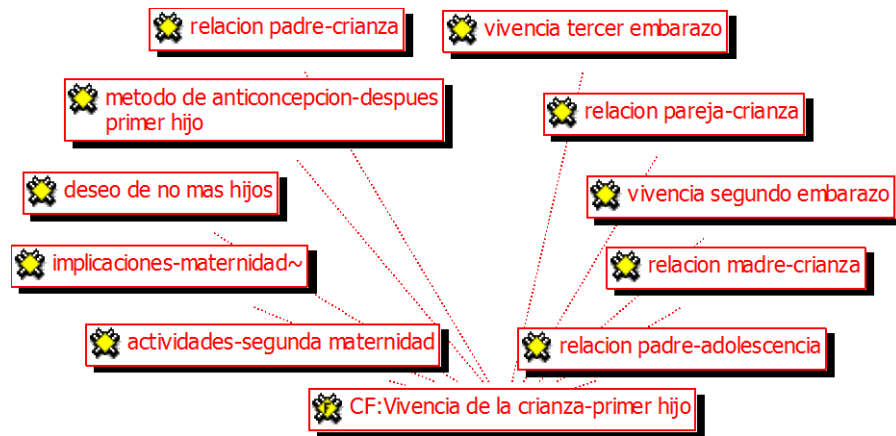 relacion padre-crianza
vivencia tercer embarazo
metodo de anticoncepcion-despues
primer hijo
relacion pareja-crianza
deseo de no mas hijos
vivencia segundo embarazo
implicaciones-maternidad~
relacion madre-crianza
actividades-segunda maternidad
relacion padre-adolescencia
F CF:Vivencia de la crianza-primer hijo